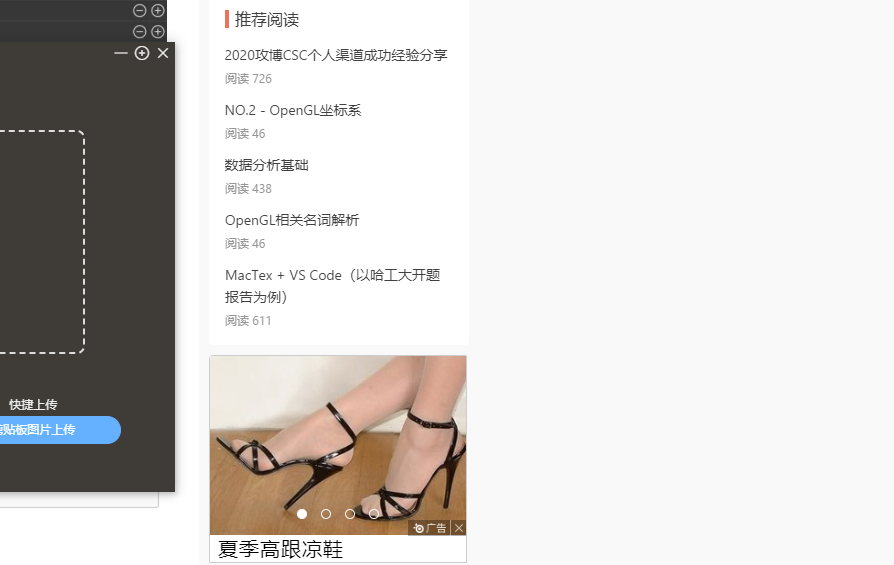 推荐阅读
2020攻博CSC个人渠道成功经验分享
阅读 726
NO.2 - OpenGL坐标系
阅读 46
数据分析基础
阅读 438
OpenGL相关名词解析
阅读 46
MacTex + VS Code（以哈工大开题
报告为例）
阅读 611
快捷上传
贴板图片上传
广告
夏季高跟凉鞋